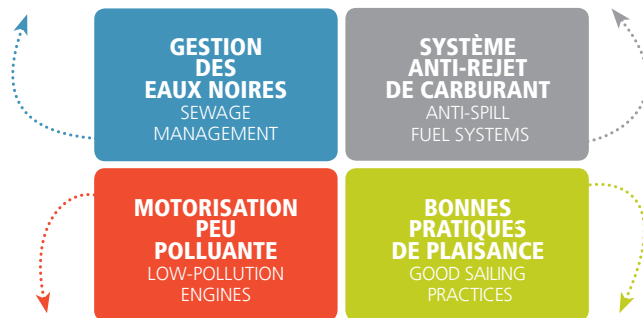 GESTION
DES
EAUX NOIRES
SEWAGE
MANAGEMENT
SYSTÈME
ANTI-REJET
DE CARBURANT
ANTI-SPILL
FUEL SYSTEMS
MOTORISATION
PEU
POLLUANTE
LOW-POLLUTION
ENGINES
BONNES
PRATIQUES
DE PLAISANCE
GOOD SAILING
PRACTICES